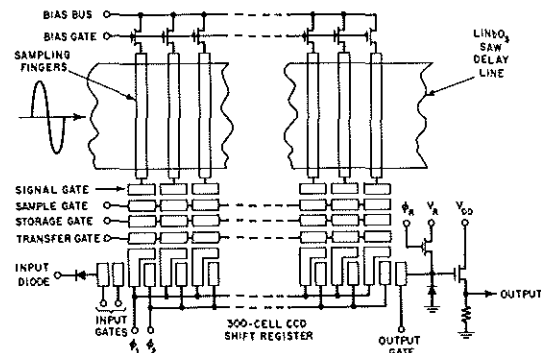 BIAS BUS
BIAS GATE
SAMPLING
FINGERS
LiNbO3
SAW
DELAY
LINE
SIGNAL GATE
SAMPLE GATE
STORAGE GATE
TRANSFER GATE
INPUT
DIODE
INPUT
GATES
ϕ1
ϕ2
300-CELL CCD
SHIFT REGISTER
OUTPUT
GATE
ϕR
VR
VDD
OUTPUT